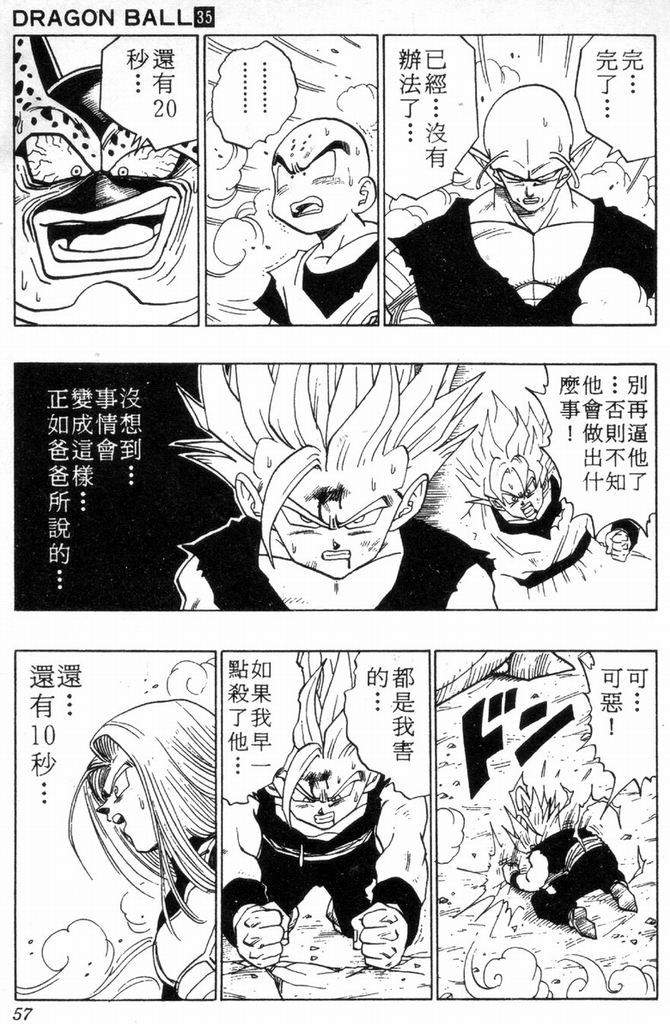 DRAGON BALL 35
完…
完了…
已經…沒有
辦法了…
………
………
還有20
秒…
別再逼他了
…否則不知
他會做出什
麼事！
沒想到…
事情會
變成這樣…
正如爸爸所說的…
可…
可惡！
ドン
都是我害
的…
如果我早一
點殺了他…
還…
還有10秒…
57